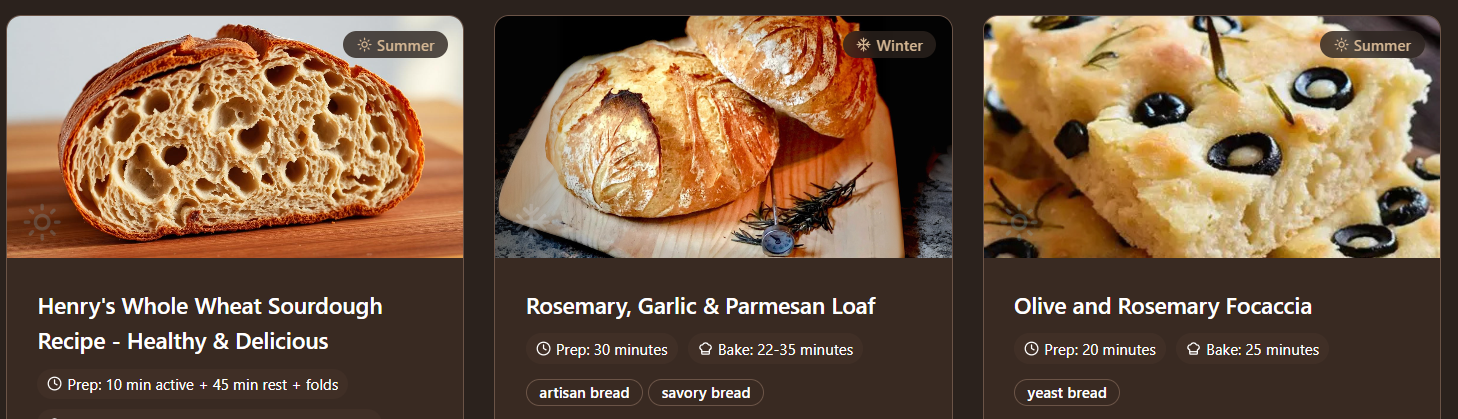 Summer
Winter
Summer
Henry's Whole Wheat Sourdough
Recipe - Healthy & Delicious
Prep: 10 min active + 45 min rest + folds
Rosemary, Garlic & Parmesan Loaf
Prep: 30 minutes
Bake: 22-35 minutes
artisan bread
savory bread
Olive and Rosemary Focaccia
Prep: 20 minutes
Bake: 25 minutes
yeast bread